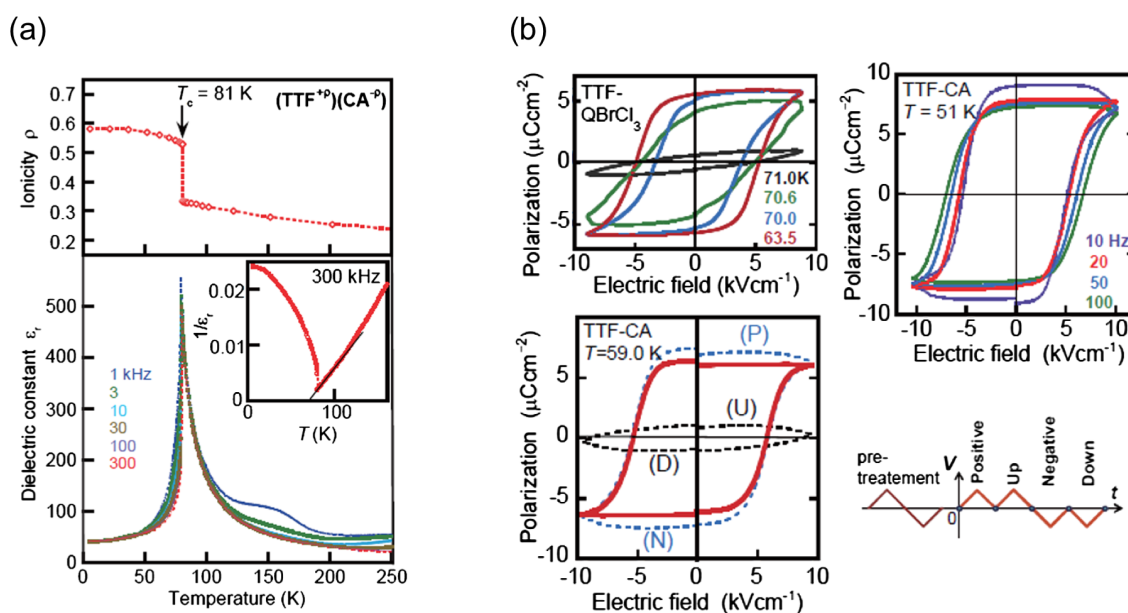 (a)
(b)
T_c = 81 K
(TTF^{+ρ})(CA^{-ρ})
Ionicity ρ
0.7
0.6
0.5
0.4
0.3
0.2
300 kHz
1/ε_r
0.02
0.01
0
0
100
T (K)
Dielectric constant ε_r
500
400
300
200
100
0
1 kHz
3
10
30
100
300
0
50
100
150
200
250
Temperature (K)
Polarization (μCcm⁻²)
5
0
-5
TTF-
QBrCl₃
71.0K
70.6
70.0
63.5
-10
-5
0
5
10
Electric field (kVcm⁻¹)
Polarization (μCcm⁻²)
10
5
0
-5
-10
TTF-CA
T = 51 K
10 Hz
20
50
100
-10
-5
0
5
10
Electric field (kVcm⁻¹)
Polarization (μCcm⁻²)
10
0
-10
TTF-CA
T=59.0 K
(P)
(U)
(D)
(N)
-10
-5
0
5
10
Electric field (kVcm⁻¹)
pre-
treatement
V
0
Positive
Up
Negative
Down
t